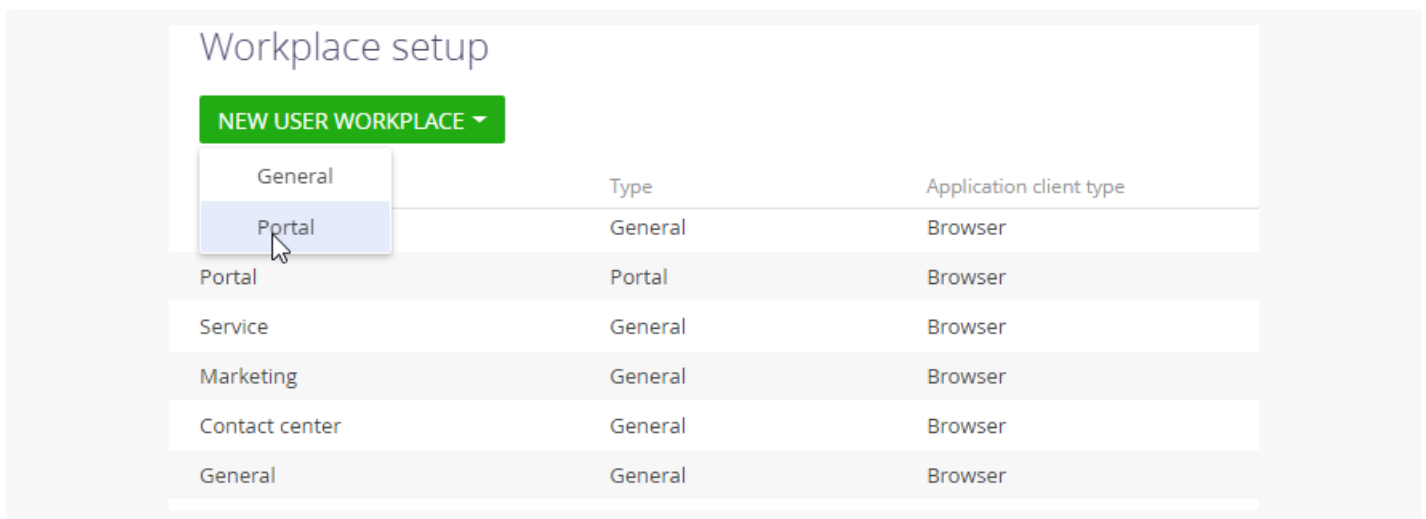 Workplace setup
NEW USER WORKPLACE
General
Type Application client type
Portal General Browser
Portal Portal Browser
Service General Browser
Marketing General Browser
Contact center General Browser
General General Browser